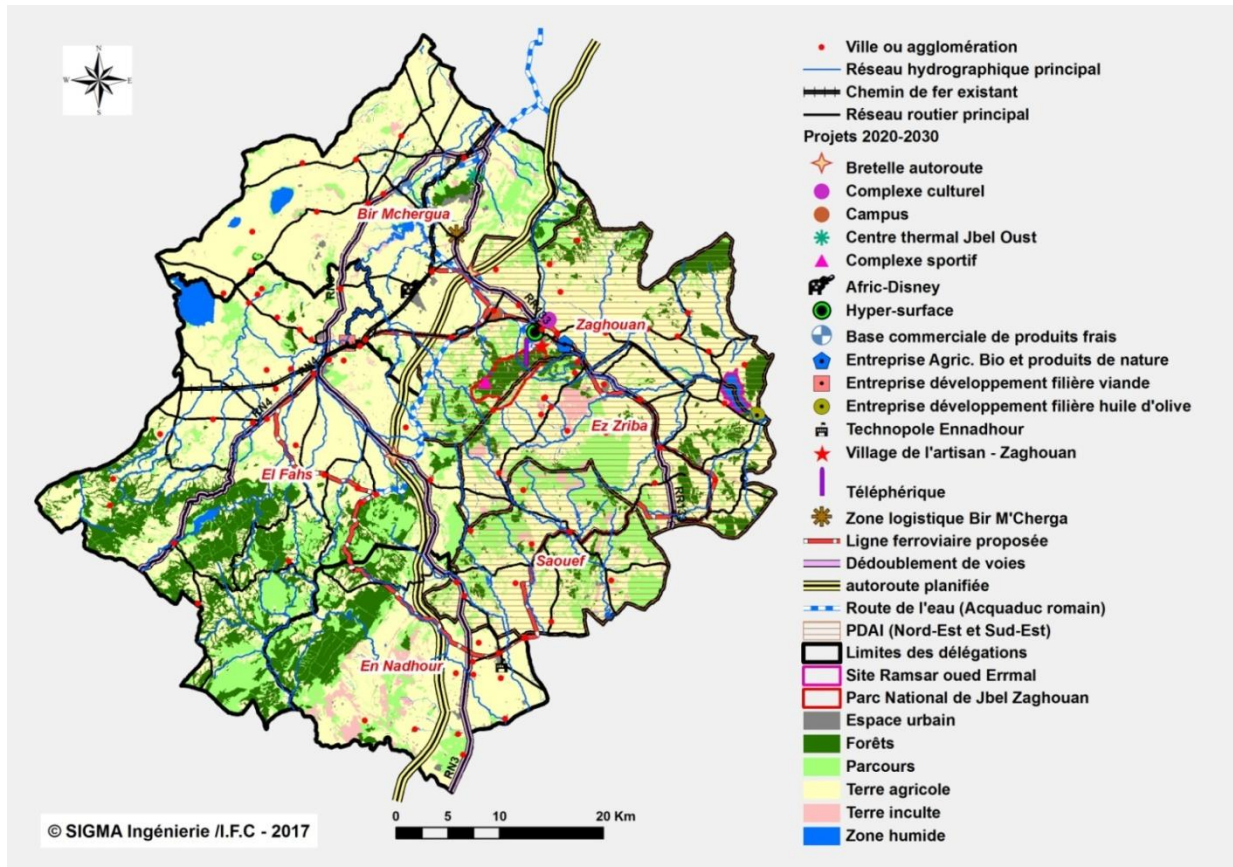 N
W
E
S
Bir Mchergua
Zaghouan
Ez Zriba
El Fahs
Saouef
En Nadhour
RN4
RN4
RN3
© SIGMA Ingénierie /I.F.C - 2017
0 5 10 20 Km
Ville ou agglomération
Réseau hydrographique principal
Chemin de fer existant
Réseau routier principal
Projets 2020-2030
Bretelle autoroute
Complexe culturel
Campus
Centre thermal Jbel Oust
Complexe sportif
Afric-Disney
Hyper-surface
Base commerciale de produits frais
Entreprise Agric. Bio et produits de nature
Entreprise développement filière viande
Entreprise développement filière huile d'olive
Technopole Ennadhour
Village de l'artisan - Zaghouan
Téléphérique
Zone logistique Bir M'Cherga
Ligne ferroviaire proposée
Dédoublement de voies
autoroute planifiée
Route de l'eau (Acquaduc romain)
PDAI (Nord-Est et Sud-Est)
Limites des délégations
Site Ramsar oued Errmal
Parc National de Jbel Zaghouan
Espace urbain
Forêts
Parcours
Terre agricole
Terre inculte
Zone humide